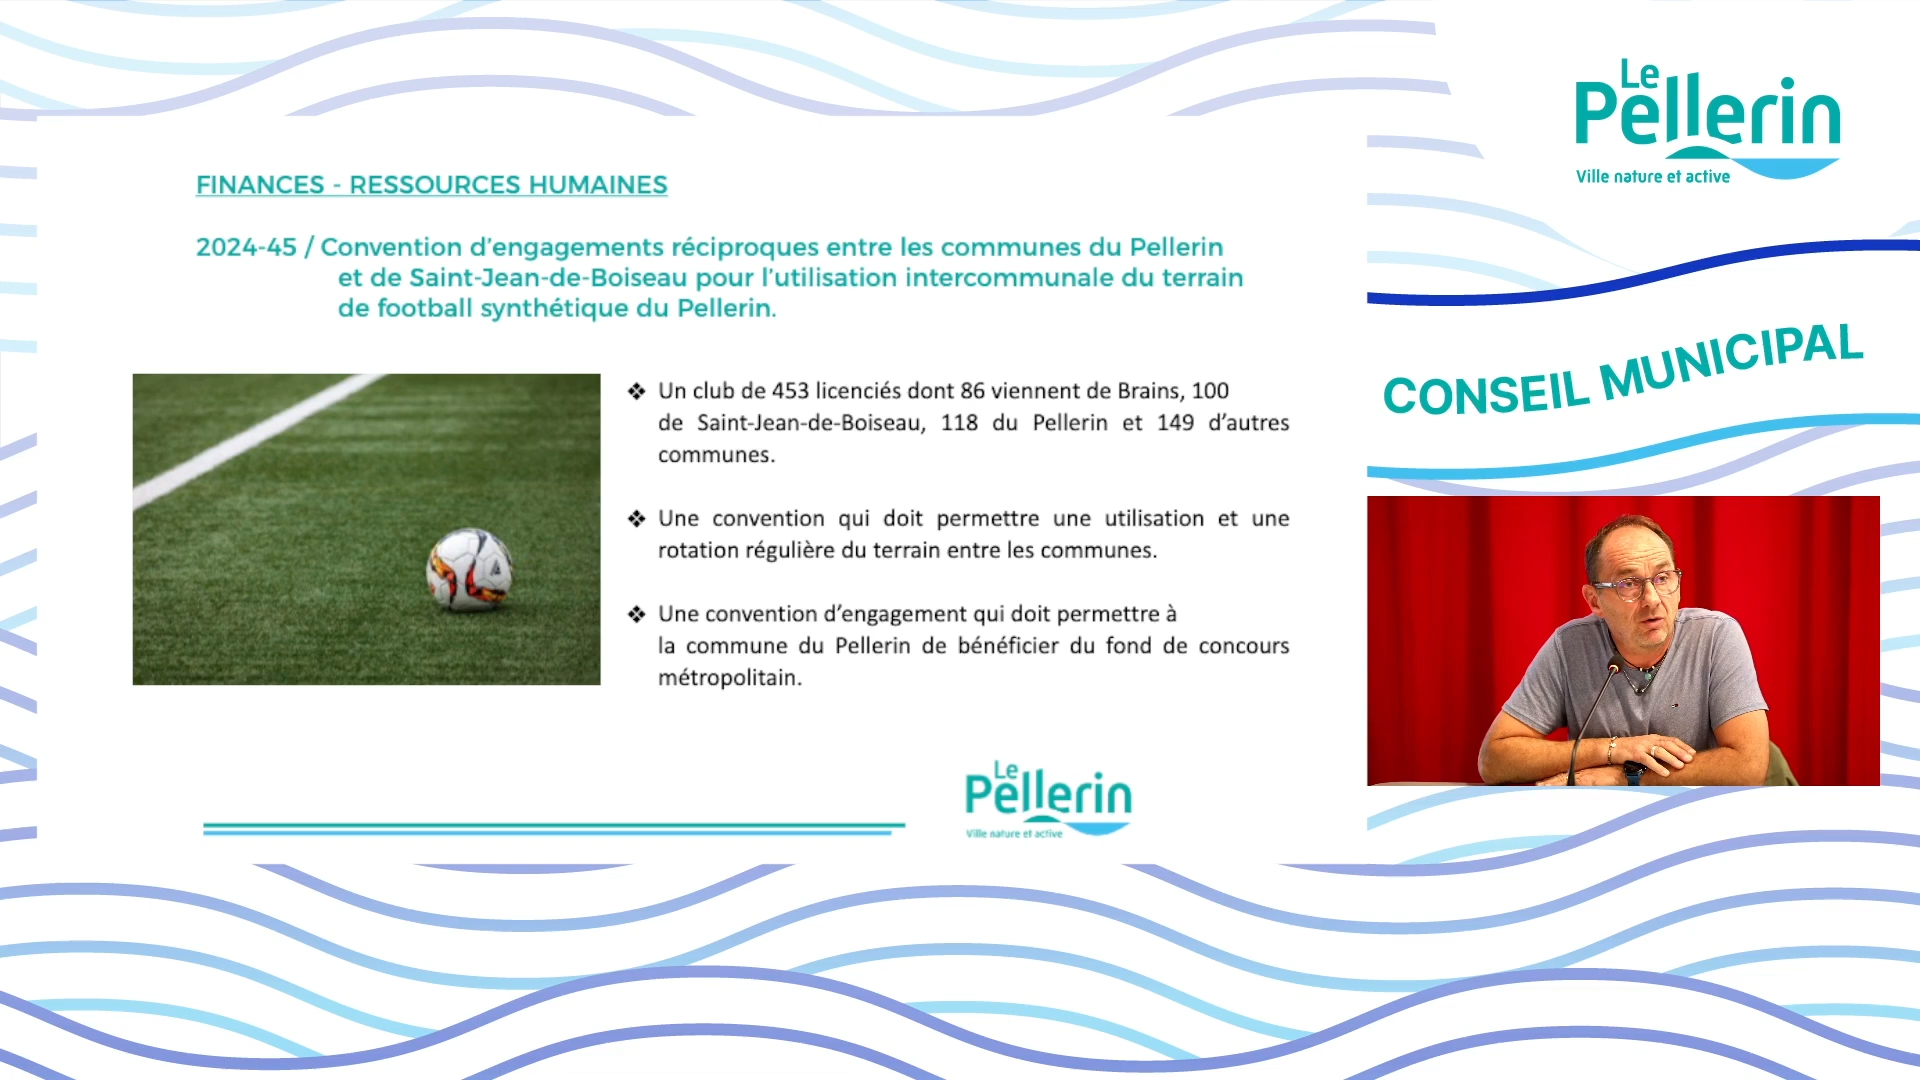 FINANCES - RESSOURCES HUMAINES
2024-45 / Convention d’engagements réciproques entre les communes du Pellerin
et de Saint-Jean-de-Boiseau pour l’utilisation intercommunale du terrain
de football synthétique du Pellerin.
❖ Un club de 453 licenciés dont 86 viennent de Brains, 100
de Saint-Jean-de-Boiseau, 118 du Pellerin et 149 d’autres
communes.
❖ Une convention qui doit permettre une utilisation et une
rotation régulière du terrain entre les communes.
❖ Une convention d’engagement qui doit permettre à
la commune du Pellerin de bénéficier du fond de concours
métropolitain.
Le
Pellerin
Ville nature et active
Le
Pellerin
Ville nature et active
CONSEIL MUNICIPAL